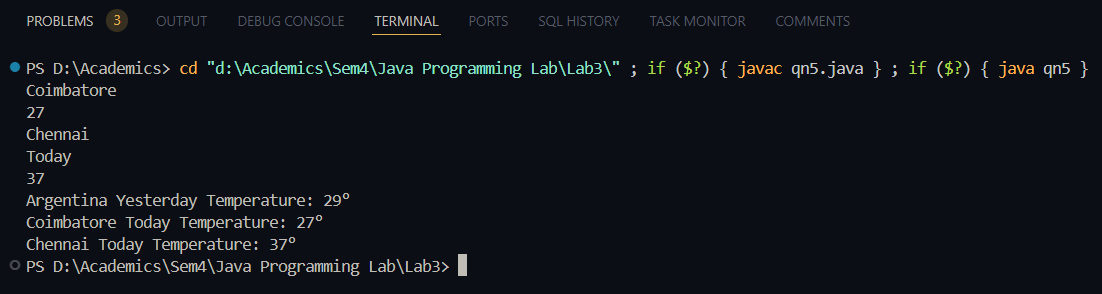 PROBLEMS 3 OUTPUT DEBUG CONSOLE TERMINAL PORTS SQL HISTORY TASK MONITOR COMMENTS
PS D:\Academics> cd "d:\Academics\Sem4\Java Programming Lab\Lab3\" ; if ($?) { javac qn5.java } ; if ($?) { java qn5 }
Coimbatore
27
Chennai
Today
37
Argentina Yesterday Temperature: 29°
Coimbatore Today Temperature: 27°
Chennai Today Temperature: 37°
PS D:\Academics\Sem4\Java Programming Lab\Lab3>